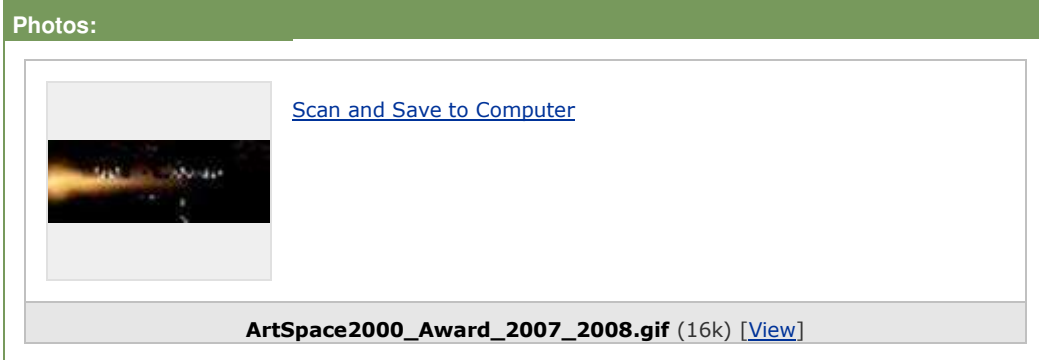 Photos:
Scan and Save to Computer
ArtSpace2000_Award_2007_2008.gif (16k) [View]